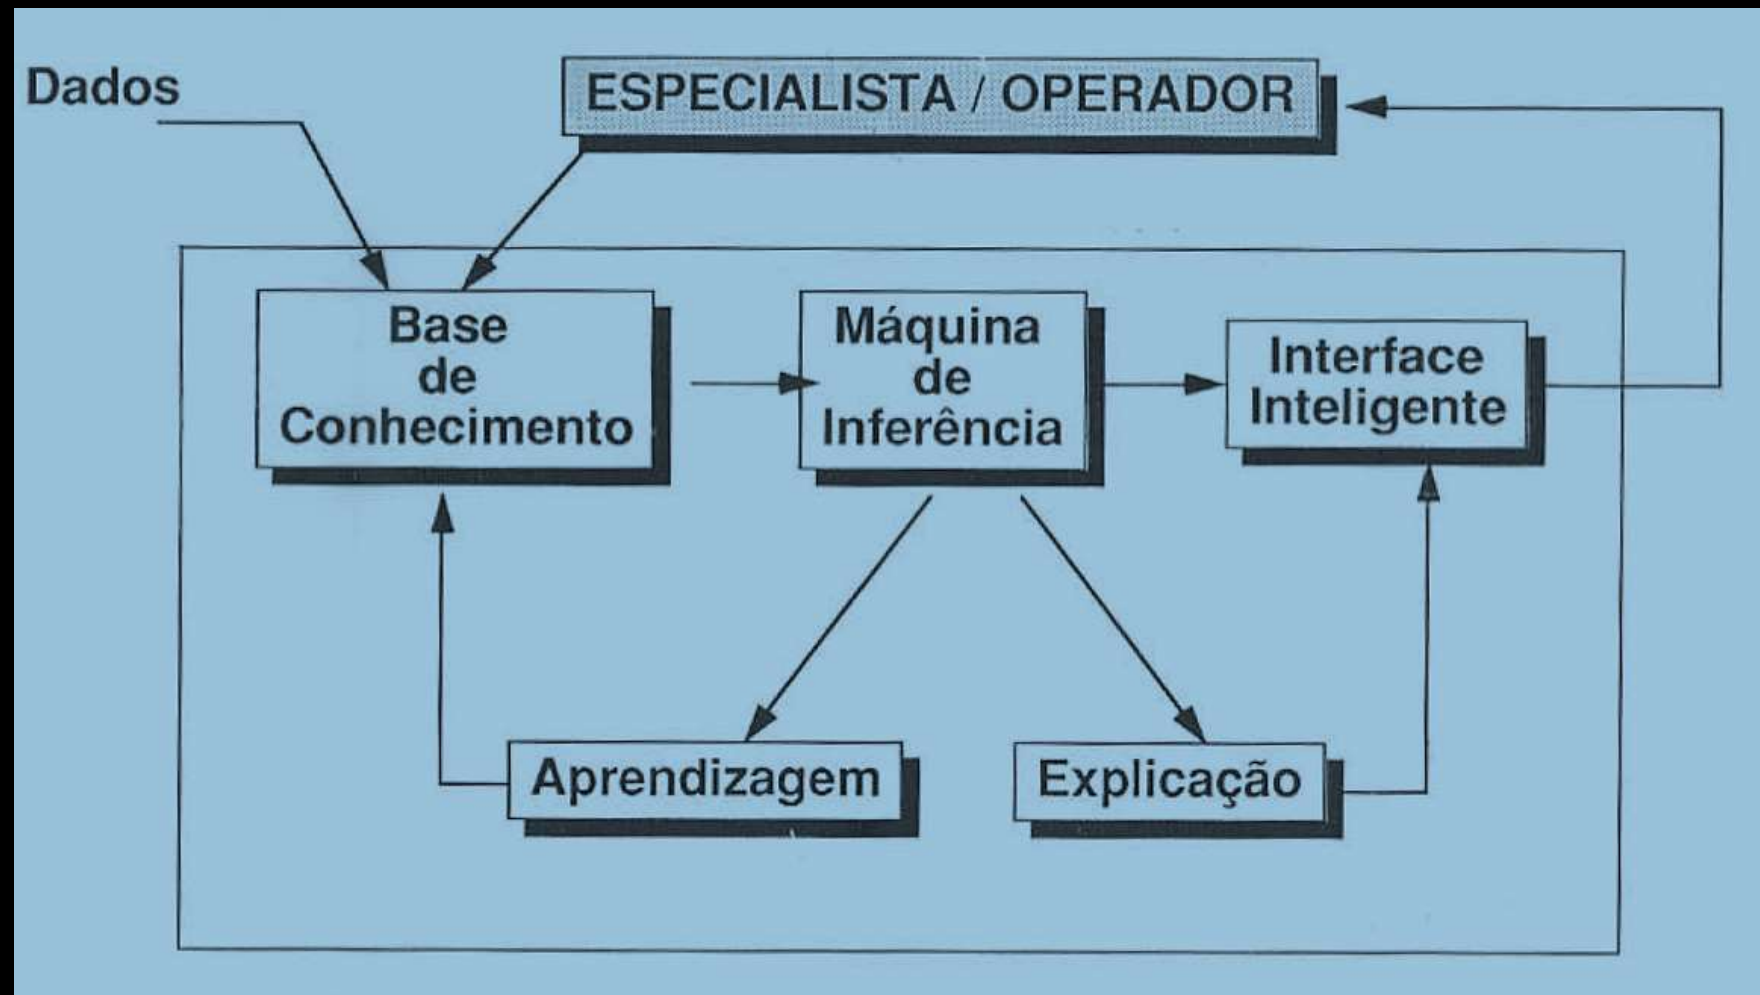 Dados
ESPECIALISTA / OPERADOR
Base
de
Conhecimento
Máquina
de
Inferência
Interface
Inteligente
Aprendizagem
Explicação